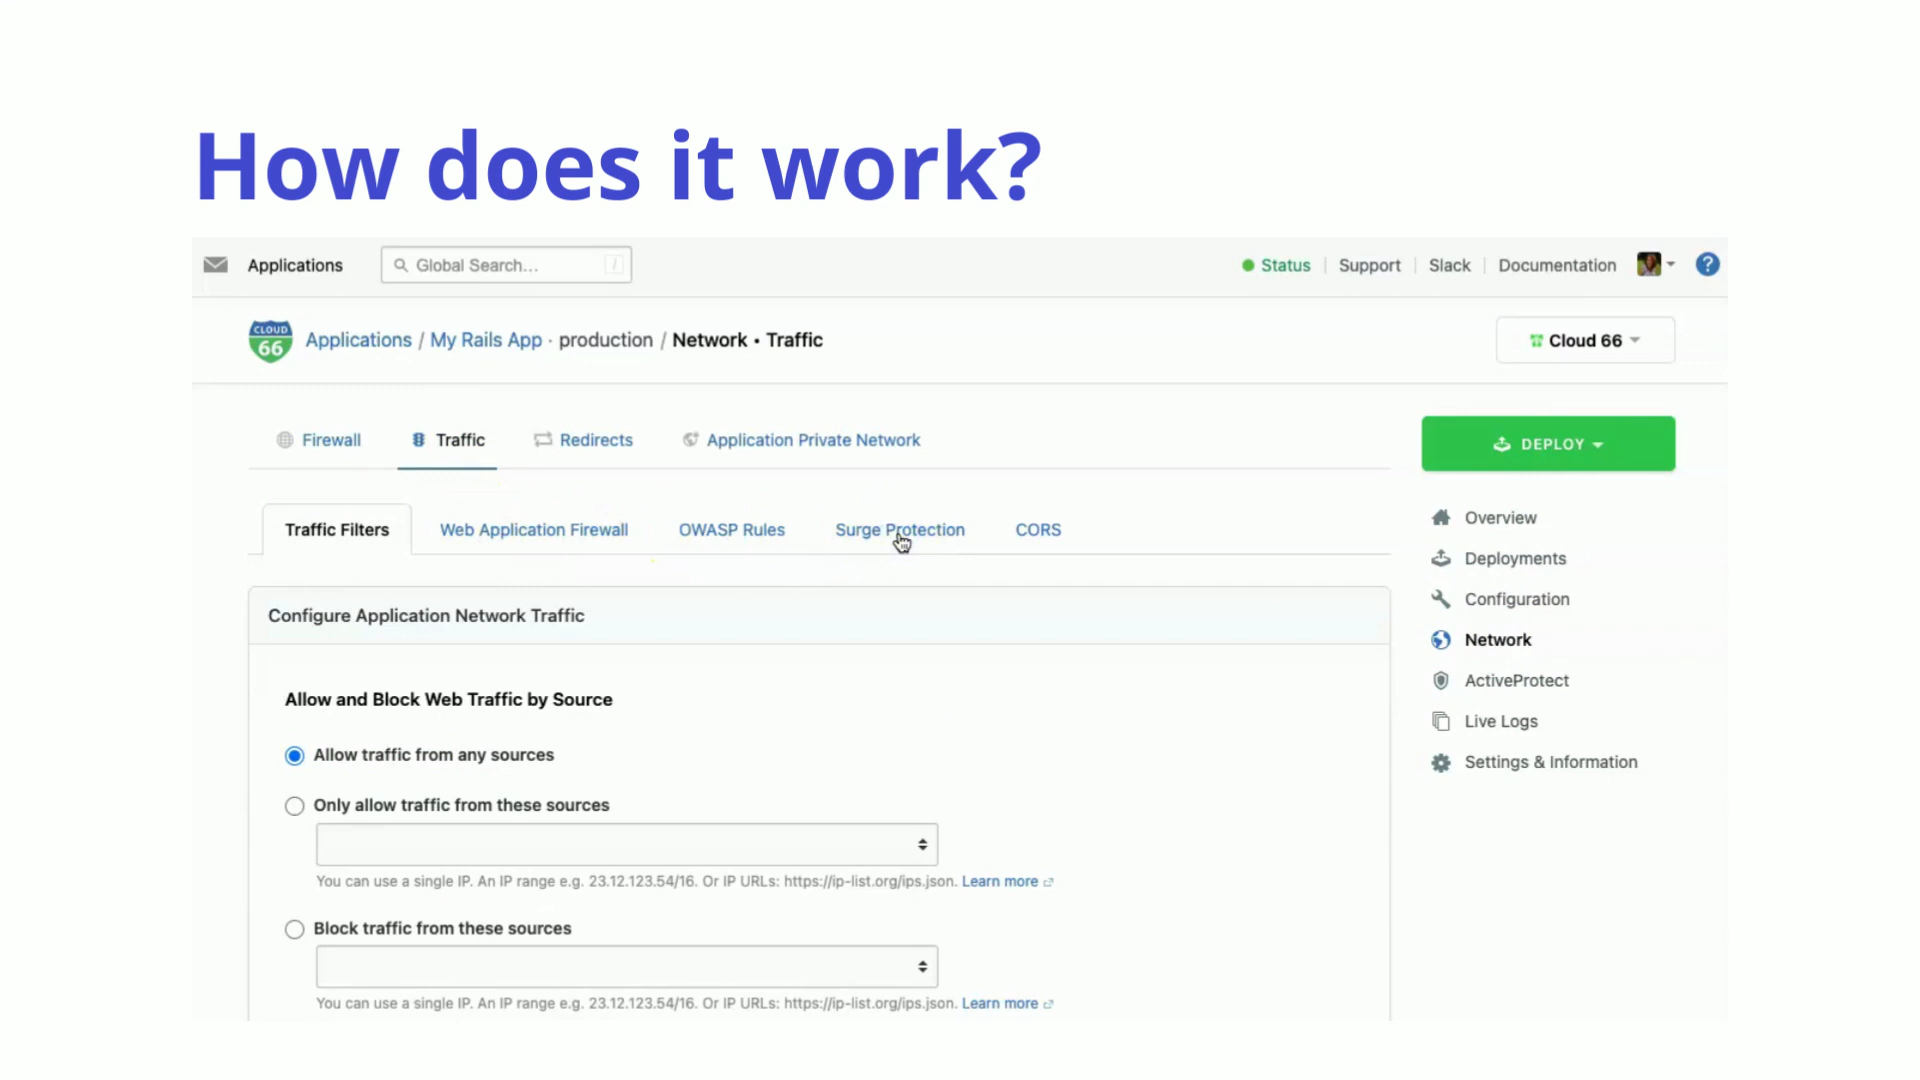 How does it work?
Applications
Global Search... /
Status | Support | Slack | Documentation ?
CLOUD 66
Applications / My Rails App · production / Network • Traffic
Cloud 66
Firewall Traffic Redirects Application Private Network
DEPLOY
Traffic Filters Web Application Firewall OWASP Rules Surge Protection CORS
Overview
Deployments
Configuration
Network
ActiveProtect
Live Logs
Settings & Information
Configure Application Network Traffic
Allow and Block Web Traffic by Source
Allow traffic from any sources
Only allow traffic from these sources
You can use a single IP. An IP range e.g. 23.12.123.54/16. Or IP URLs: https://ip-list.org/ips.json. Learn more
Block traffic from these sources
You can use a single IP. An IP range e.g. 23.12.123.54/16. Or IP URLs: https://ip-list.org/ips.json. Learn more